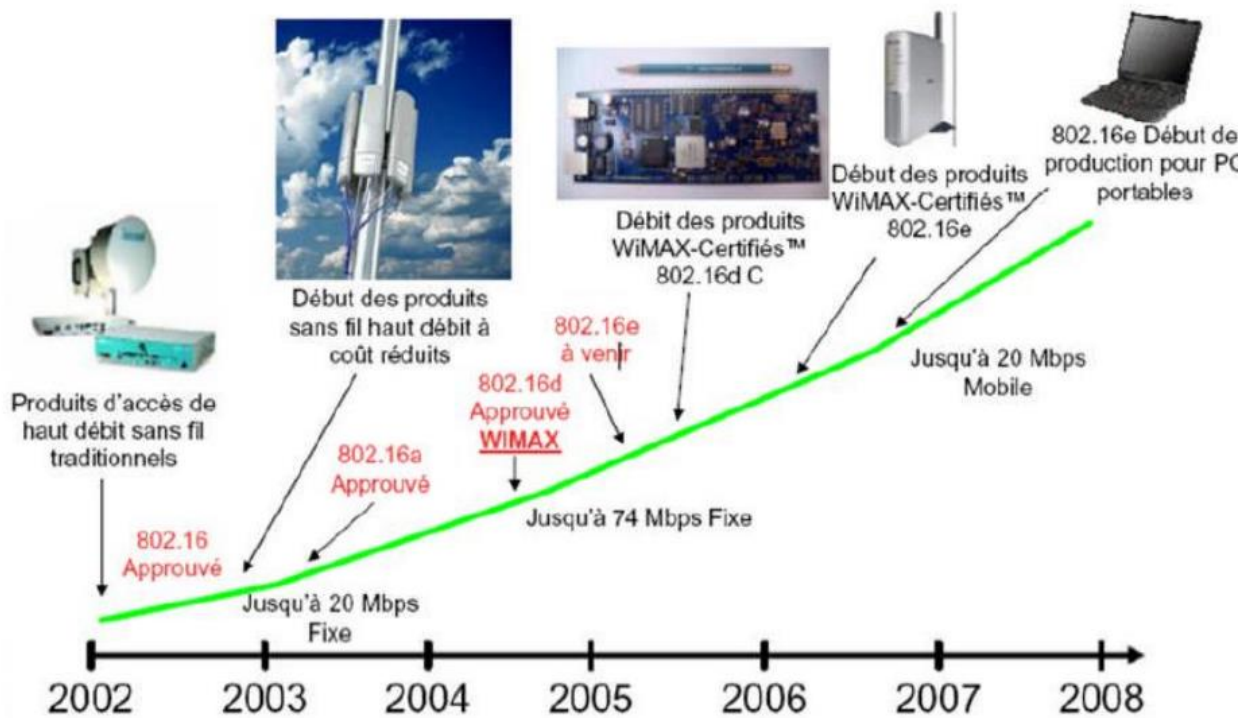 Produits d'accès de
haut débit sans fil
traditionnels
802.16
Approuvé
Début des produits
sans fil haut débit à
coût réduits
Jusqu'à 20 Mbps
Fixe
802.16a
Approuvé
802.16d
Approuvé
WIMAX
802.16e
à venir
Débit des produits
WiMAX-Certifiés™
802.16d C
Jusqu'à 74 Mbps Fixe
Début des produits
WiMAX-Certifiés™
802.16e
802.16e Début de
production pour PC
portables
Jusqu'à 20 Mbps
Mobile
2002 2003 2004 2005 2006 2007 2008